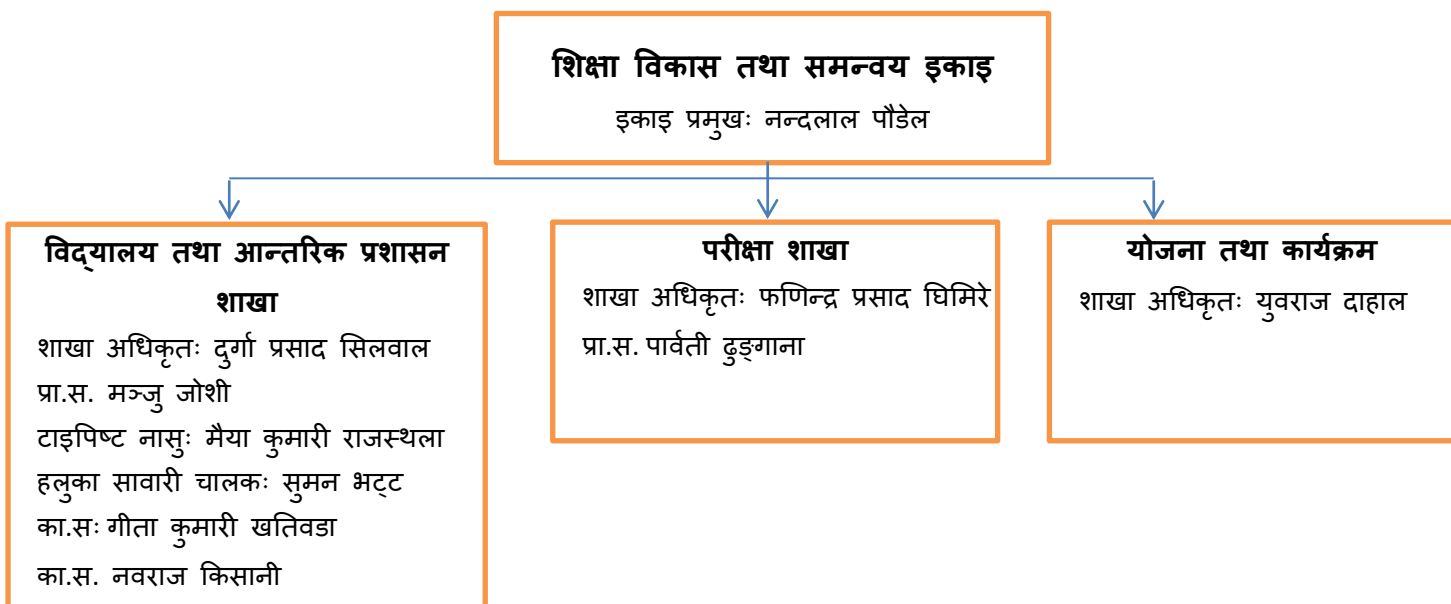 शिक्षा विकास तथा समन्वय इकाइ
इकाइ प्रमुखः नन्दलाल पौडेल
विद्यालय तथा आन्तरिक प्रशासन
शाखा
शाखा अधिकृतः दुर्गा प्रसाद सिलवाल
प्रा.स. मञ्जु जोशी
टाइपिष्ट नासुः मैया कुमारी राजस्थला
हलुका सावारी चालकः सुमन भट्ट
का.सः गीता कुमारी खतिवडा
का.स. नवराज किसानी
परीक्षा शाखा
शाखा अधिकृतः फणिन्द्र प्रसाद घिमिरे
प्रा.स. पार्वती ढुङ्गाना
योजना तथा कार्यक्रम
शाखा अधिकृतः युवराज दाहाल